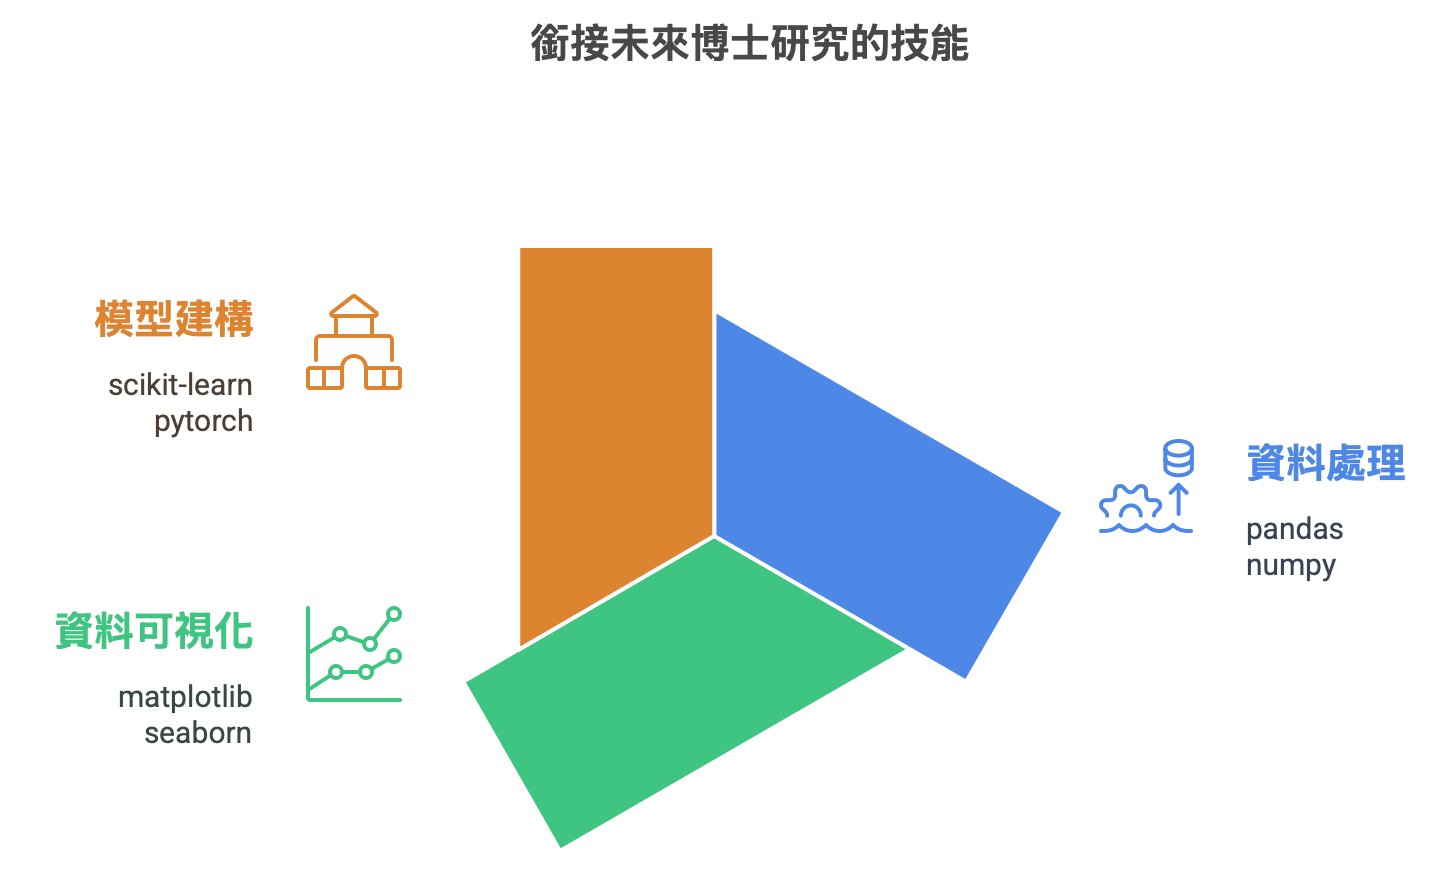 銜接未來博士研究的技能
模型建構
scikit-learn
pytorch
資料處理
pandas
numpy
資料可視化
matplotlib
seaborn